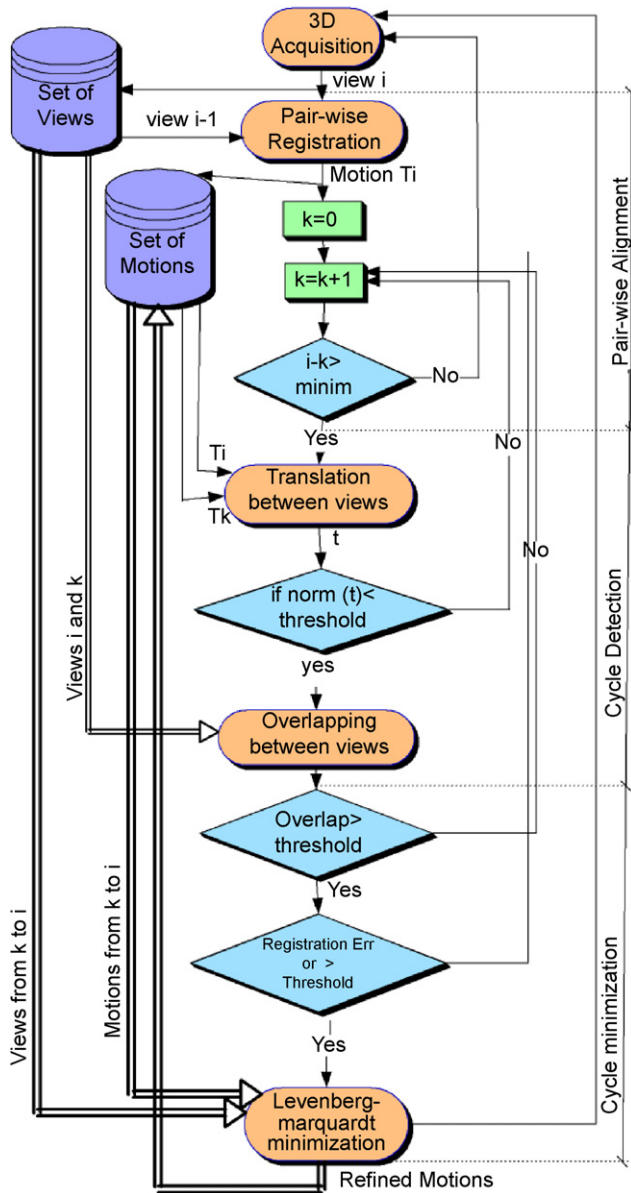 3D
Acquisition
view i
Set of
Views
view i-1
Pair-wise
Registration
Motion Ti
Set of
Motions
k=0
k=k+1
i-k>
minim
No
Yes
No
Ti
Tk
Translation
between views
t
No
if norm (t)<
threshold
yes
Overlapping
between views
Overlap>
threshold
Yes
Registration Err
or >
Threshold
Yes
Levenberg-
marquardt
minimization
Refined Motions
Views i and k
Views from k to i
Motions from k to i
Pair-wise Alignment
Cycle Detection
Cycle minimization